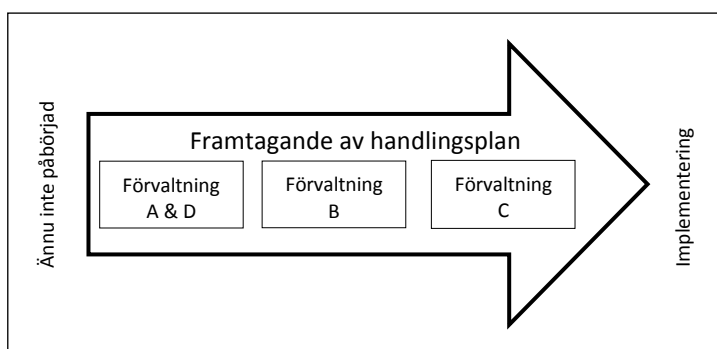 Ännu inte påbörjad
Framtagande av handlingsplan
Förvaltning
A & D
Förvaltning
B
Förvaltning
C
Implementering